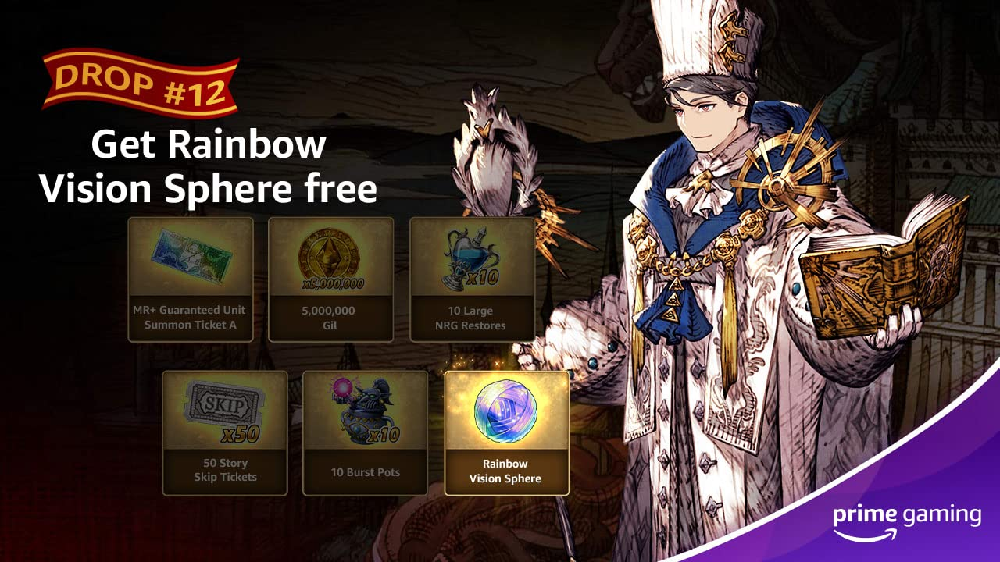 DROP #12
Get Rainbow
Vision Sphere free
MR+ Guaranteed Unit
Summon Ticket A
x5,000,000
5,000,000
Gil
x10
10 Large
NRG Restores
SKIP
x50
50 Story
Skip Tickets
x10
10 Burst Pots
Rainbow
Vision Sphere
prime gaming